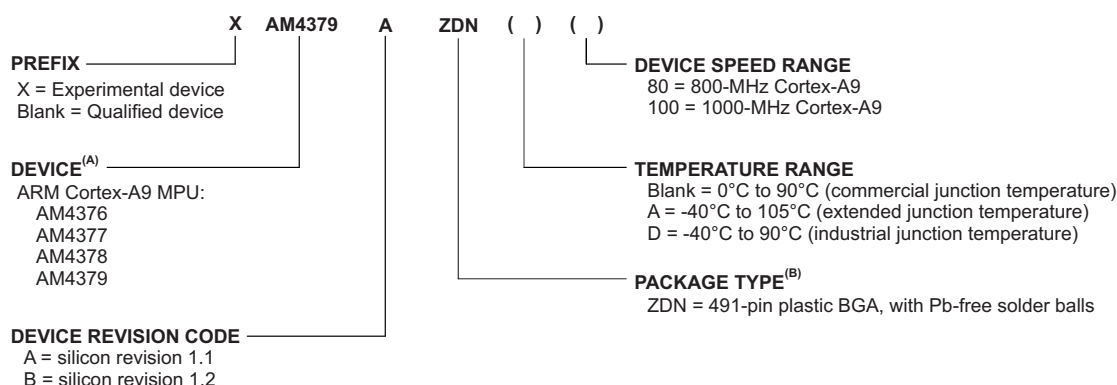 X AM4379 A ZDN ( ) ( )
PREFIX
X = Experimental device
Blank = Qualified device
DEVICE(A)
ARM Cortex-A9 MPU:
AM4376
AM4377
AM4378
AM4379
DEVICE REVISION CODE
A = silicon revision 1.1
B = silicon revision 1.2
DEVICE SPEED RANGE
80 = 800-MHz Cortex-A9
100 = 1000-MHz Cortex-A9
TEMPERATURE RANGE
Blank = 0°C to 90°C (commercial junction temperature)
A = -40°C to 105°C (extended junction temperature)
D = -40°C to 90°C (industrial junction temperature)
PACKAGE TYPE(B)
ZDN = 491-pin plastic BGA, with Pb-free solder balls